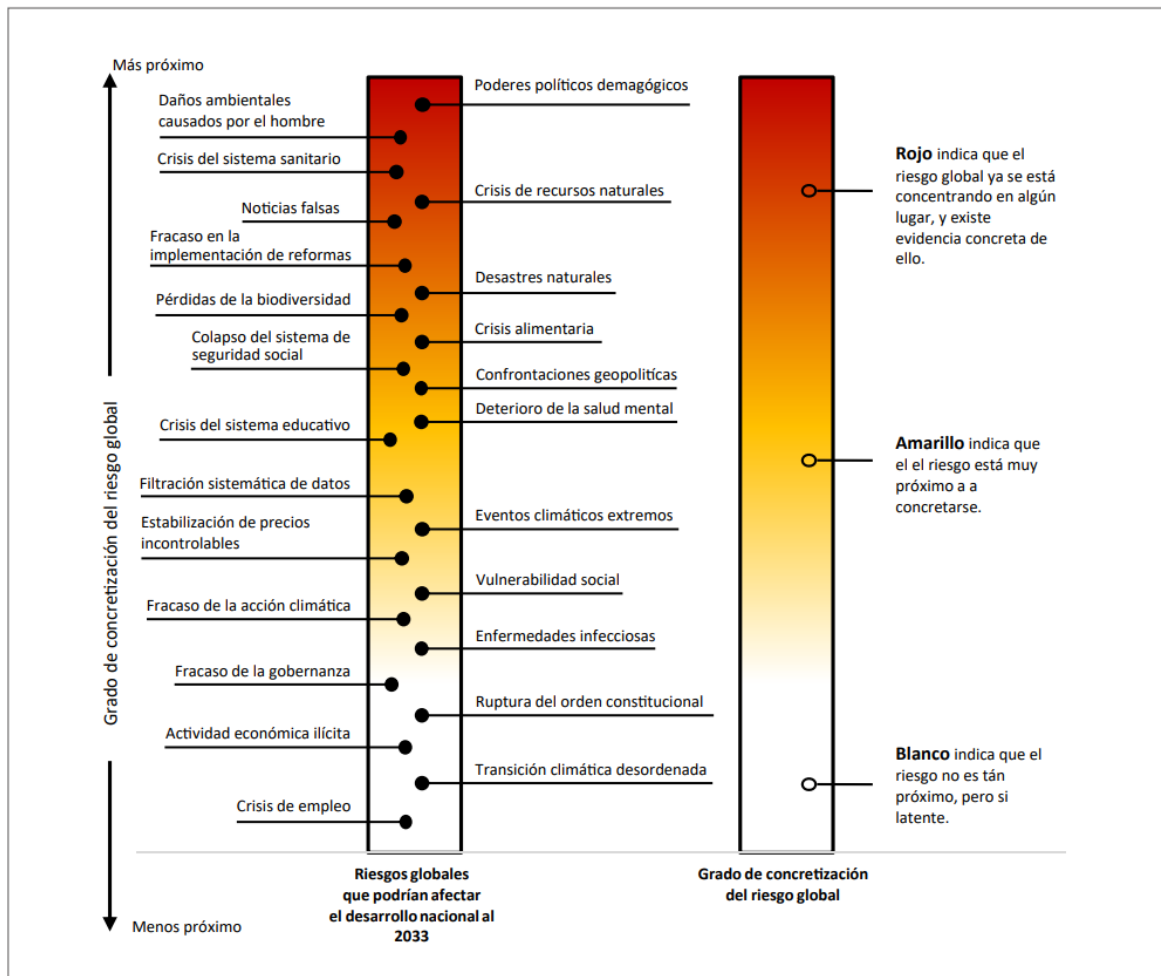 Más próximo
Poderes políticos demagógicos
Daños ambientales
causados por el hombre
Crisis del sistema sanitario
Crisis de recursos naturales
Noticias falsas
Fracaso en la
implementación de reformas
Desastres naturales
Pérdidas de la biodiversidad
Crisis alimentaria
Colapso del sistema de
seguridad social
Confrontaciones geopoliticas
Deterioro de la salud mental
Crisis del sistema educativo
Filtración sistemática de datos
Eventos climáticos extremos
Estabilización de precios
incontrolables
Vulnerabilidad social
Fracaso de la acción climática
Enfermedades infecciosas
Fracaso de la gobernanza
Ruptura del orden constitucional
Actividad económica ilícita
Transición climática desordenada
Crisis de empleo
Grado de concretización del riesgo global
Menos próximo
Riesgos globales
que podrían afectar
el desarrollo nacional al
2033
Grado de concretización
del riesgo global
Rojo indica que el
riesgo global ya se está
concentrando en algún
lugar, y existe
evidencia concreta de
ello.
Amarillo indica que
el el riesgo está muy
próximo a a
concretarse.
Blanco indica que el
riesgo no es tán
próximo, pero si
latente.